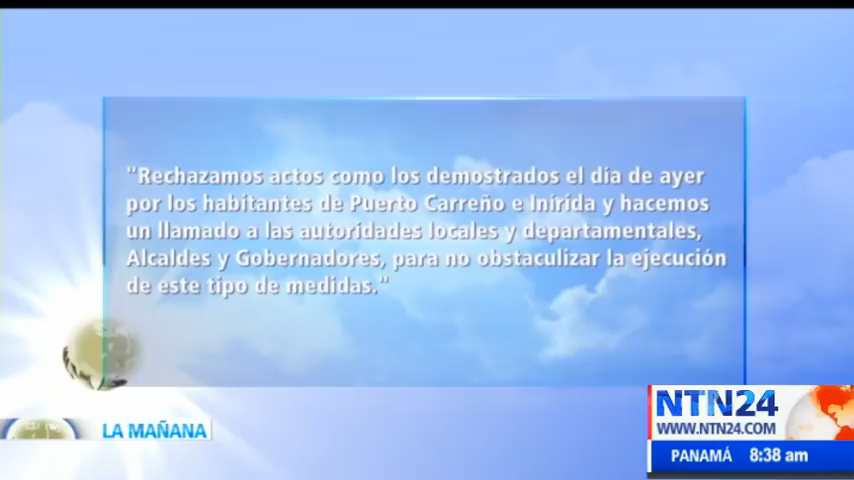 "Rechazamos actos como los demostrados el día de ayer
por los habitantes de Puerto Carreño e Inírida y hacemos
un llamado a las autoridades locales y departamentales,
Alcaldes y Gobernadores, para no obstaculizar la ejecución
de este tipo de medidas."
LA MAÑANA
NTN24
WWW.NTN24.COM
PANAMÁ 8:38 am